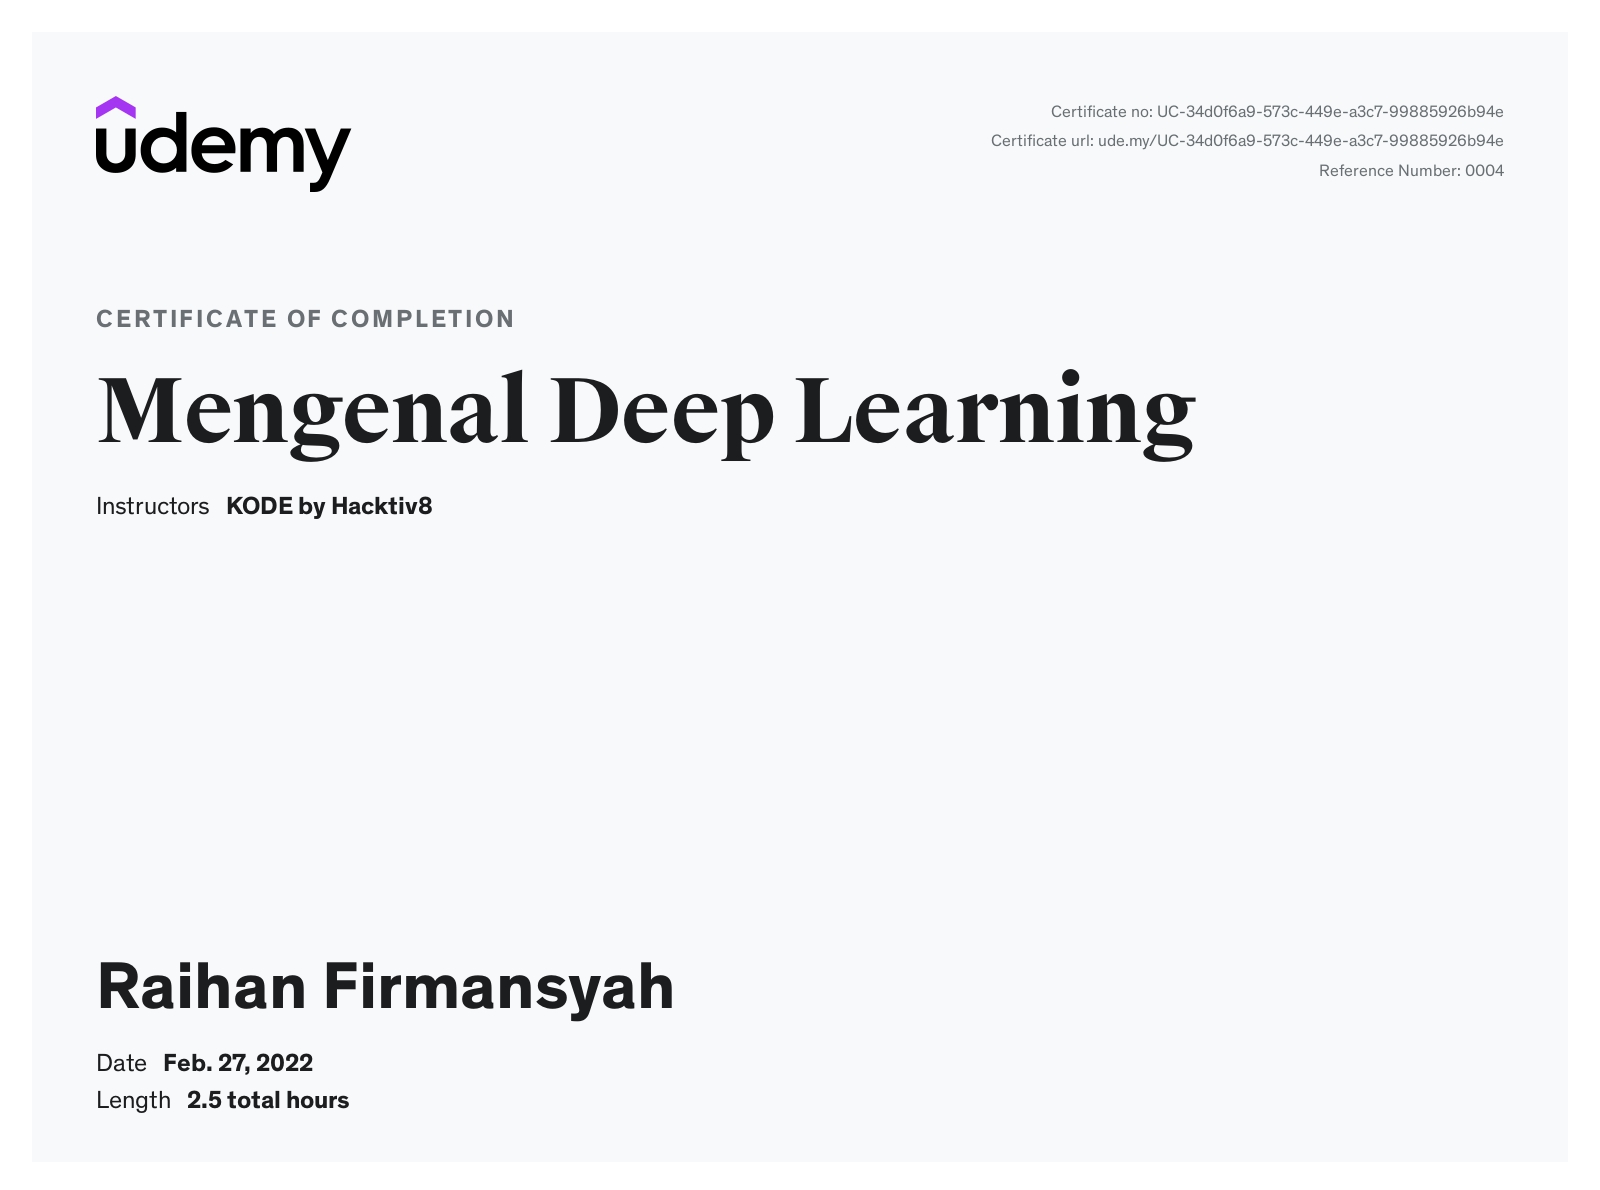 udemy
Certificate no: UC-34d0f6a9-573c-449e-a3c7-99885926b94e
Certificate url: ude.my/UC-34d0f6a9-573c-449e-a3c7-99885926b94e
Reference Number: 0004
CERTIFICATE OF COMPLETION
Mengenal Deep Learning
Instructors KODE by Hacktiv8
Raihan Firmansyah
Date Feb. 27, 2022
Length 2.5 total hours